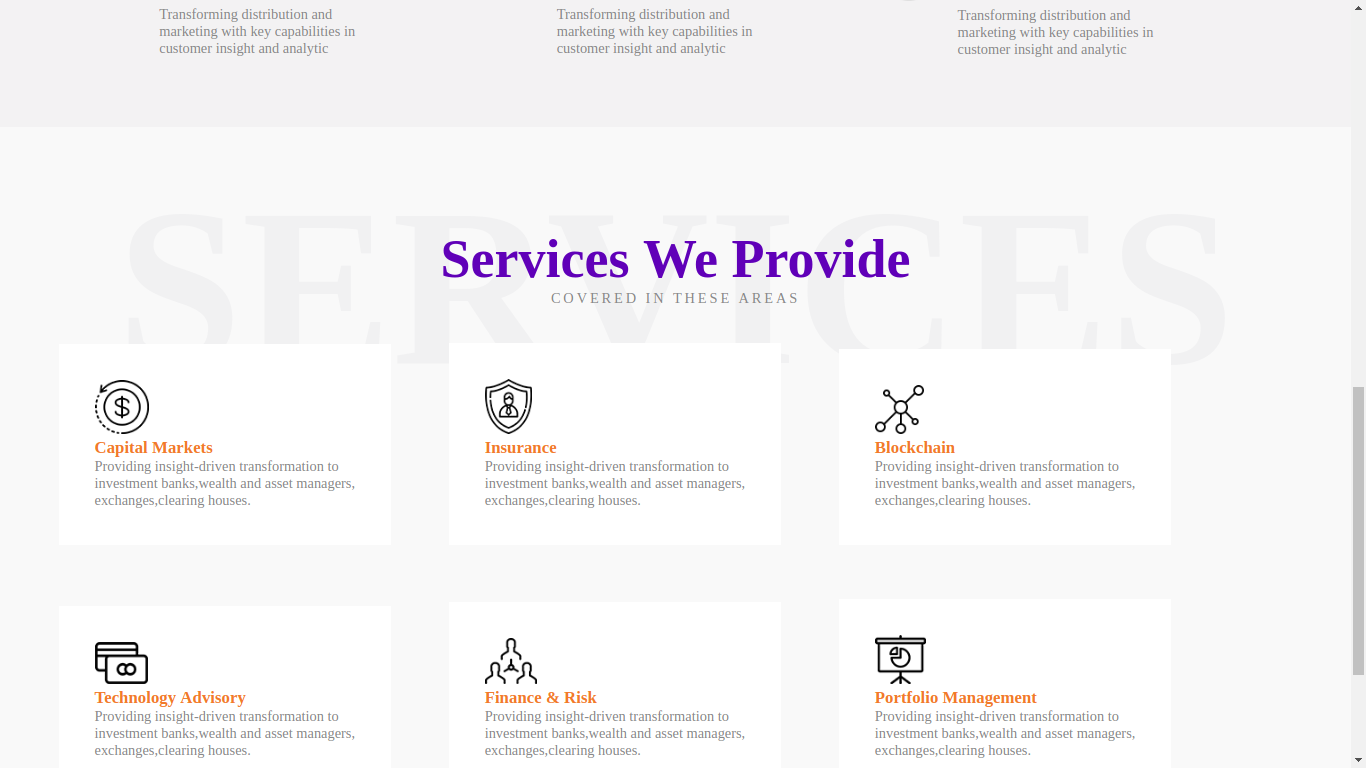 Transforming distribution and
marketing with key capabilities in
customer insight and analytic
Transforming distribution and
marketing with key capabilities in
customer insight and analytic
Transforming distribution and
marketing with key capabilities in
customer insight and analytic
SERVICES
Services We Provide
COVERED IN THESE AREAS
Capital Markets
Providing insight-driven transformation to
investment banks,wealth and asset managers,
exchanges,clearing houses.
Insurance
Providing insight-driven transformation to
investment banks,wealth and asset managers,
exchanges,clearing houses.
Blockchain
Providing insight-driven transformation to
investment banks,wealth and asset managers,
exchanges,clearing houses.
Technology Advisory
Providing insight-driven transformation to
investment banks,wealth and asset managers,
exchanges,clearing houses.
Finance & Risk
Providing insight-driven transformation to
investment banks,wealth and asset managers,
exchanges,clearing houses.
Portfolio Management
Providing insight-driven transformation to
investment banks,wealth and asset managers,
exchanges,clearing houses.